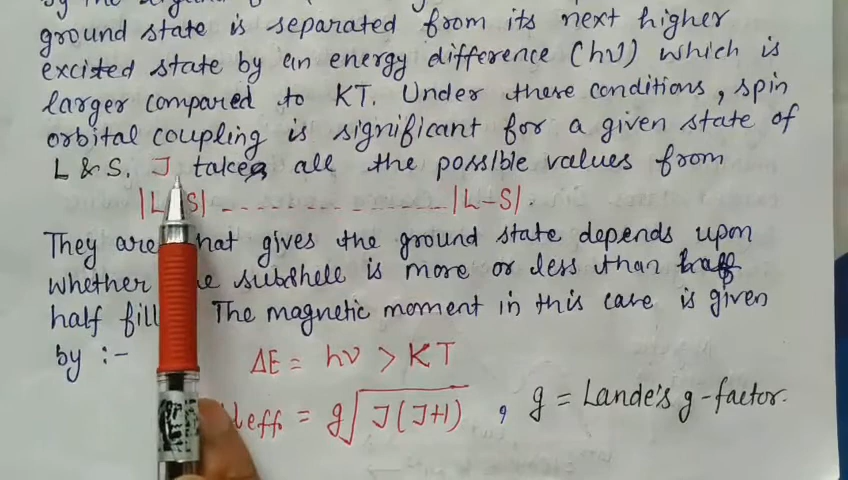 ground state is separated from its next higher
excited state by an energy difference (hν) which is
larger compared to KT. Under these conditions, spin
orbital coupling is significant for a given state of
L & S. J takes all the possible values from
|L S| ---------------- |L-S|.
They are that gives the ground state depends upon
whether subshell is more or less than
half fill The magnetic moment in this case is given
by :- ΔE = hν > KT
eff = g√J(J+1) , g = Lande's g-factor.